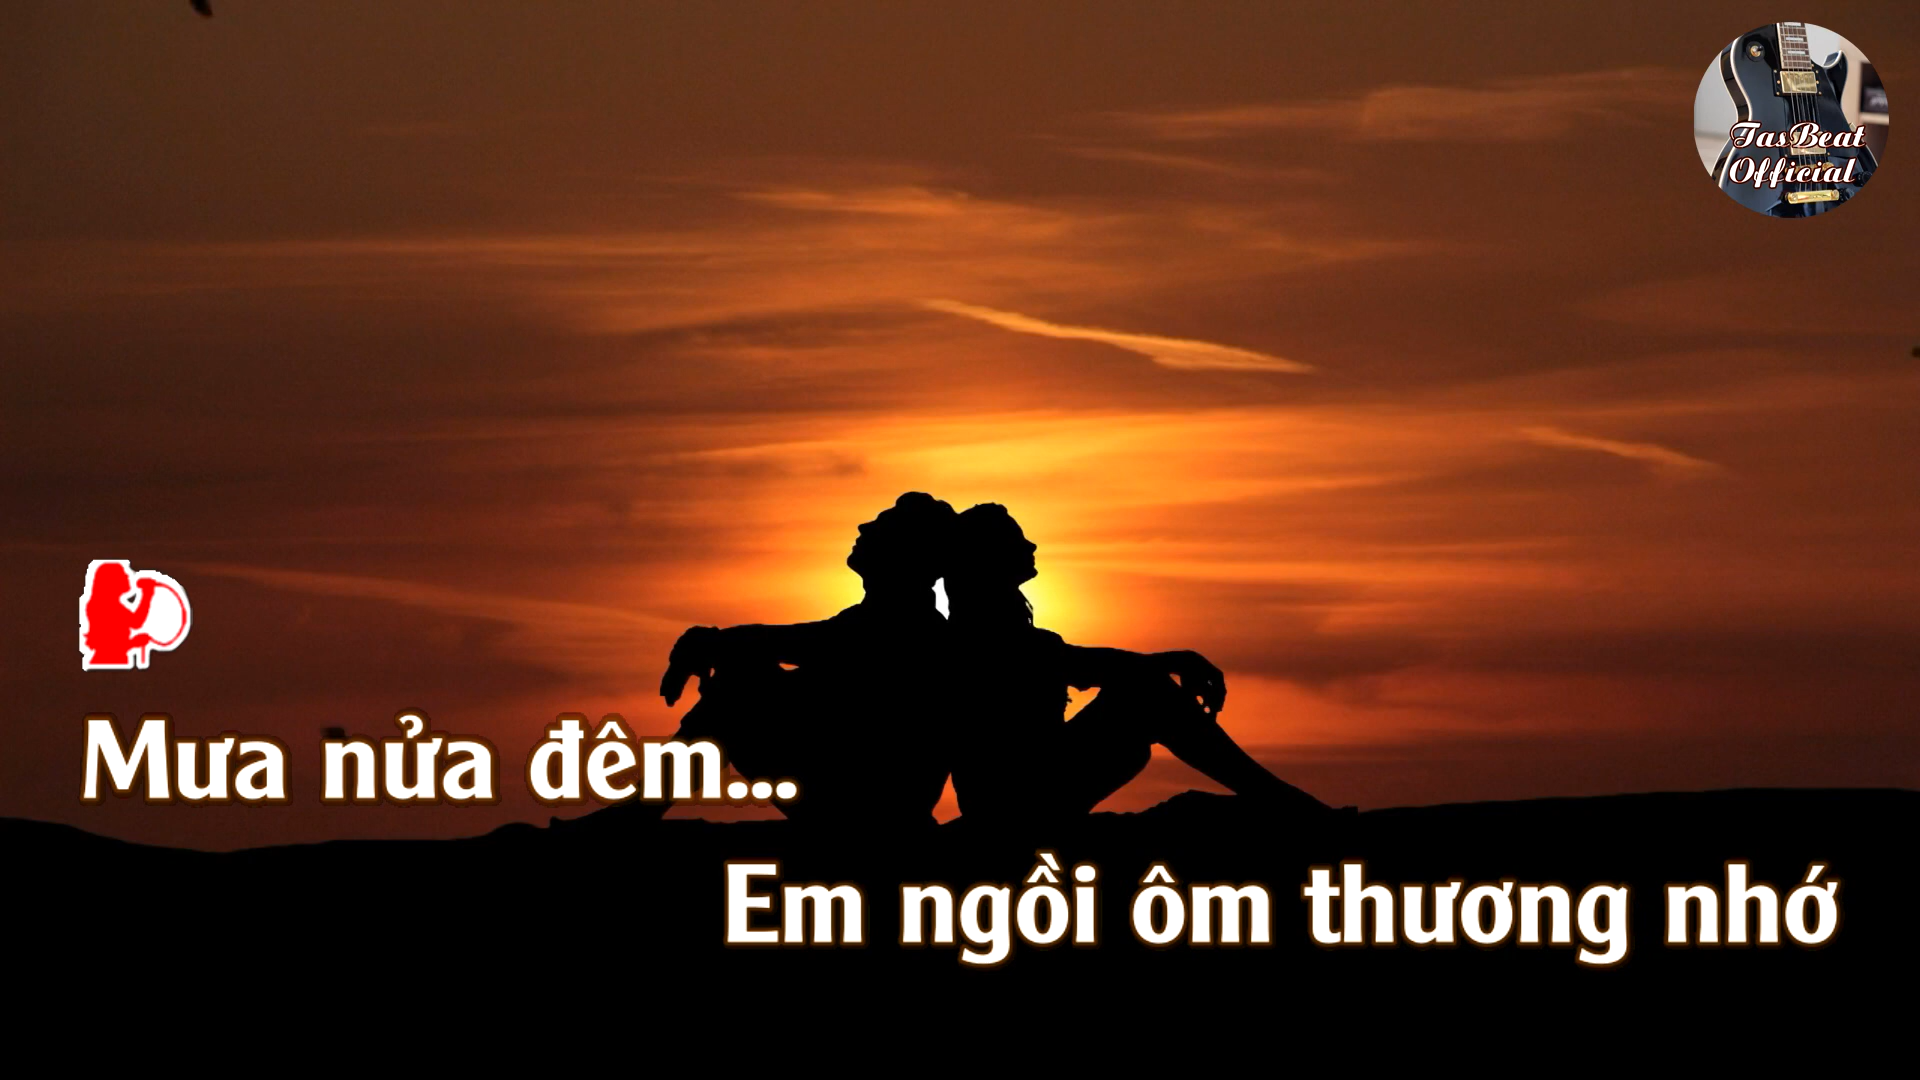 TasBeat
Official
Mưa nửa đêm...
Em ngồi ôm thương nhớ